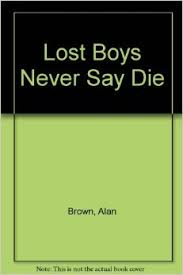 Lost Boys
Never Say Die
Brown, Alan
Note: This is not the actual book cover